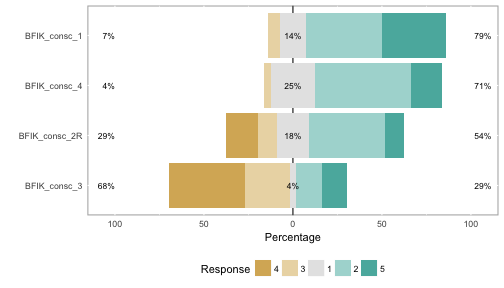 BFIK_consc_1 7% 14% 79%
BFIK_consc_4 4% 25% 71%
BFIK_consc_2R 29% 18% 54%
BFIK_consc_3 68% 4% 29%
100 50 0 50 100
Percentage
Response 4 3 1 2 5